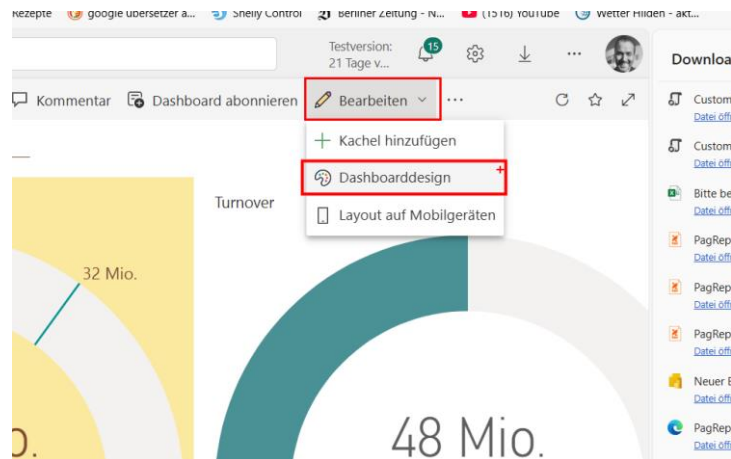 Rezepte google übersetzer a... Shelly Control Berliner Zeitung - N... (1516) YouTube Wetter Hilden - akt...
Testversion:
21 Tage v...
15
...
Downloa
Kommentar Dashboard abonnieren Bearbeiten ...
Custom
Datei öff
Kachel hinzufügen
Custom
Datei öff
Dashboarddesign
Bitte be
Datei öff
Turnover
Layout auf Mobilgeräten
PagRep
Datei öff
32 Mio.
PagRep
Datei öff
PagRep
Datei öff
Neuer E
Datei öff
48 Mio.
o.
PagRep
Datei öff